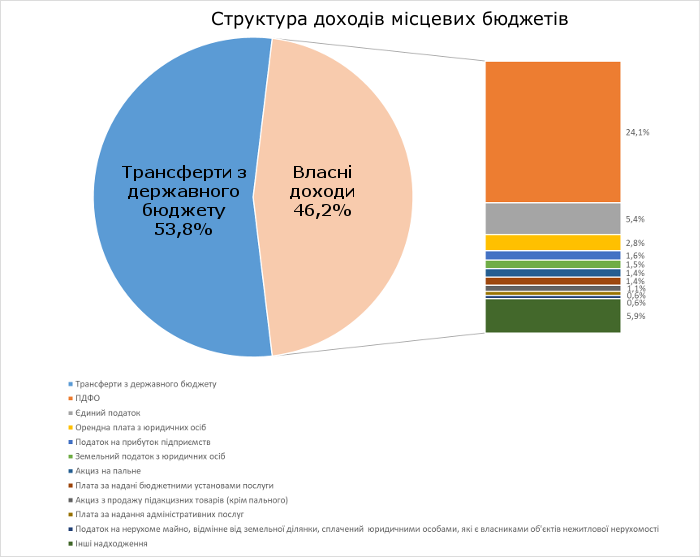 Структура доходів місцевих бюджетів
Трансферти з
державного
бюджету
53,8%
Власні
доходи
46,2%
24,1%
5,4%
2,8%
1,6%
1,5%
1,4%
1,4%
1,1%
0,6%
0,6%
5,9%
Трансферти з державного бюджету
ПДФО
Єдиний податок
Орендна плата з юридичних осіб
Податок на прибуток підприємств
Земельний податок з юридичних осіб
Акциз на пальне
Плата за надані бюджетними установами послуги
Акциз з продажу підакцизних товарів (крім пального)
Плата за надання адміністративних послуг
Податок на нерухоме майно, відмінне від земельної ділянки, сплачений юридичними особами, які є власниками об'єктів нежитлової нерухомості
Інші надходження